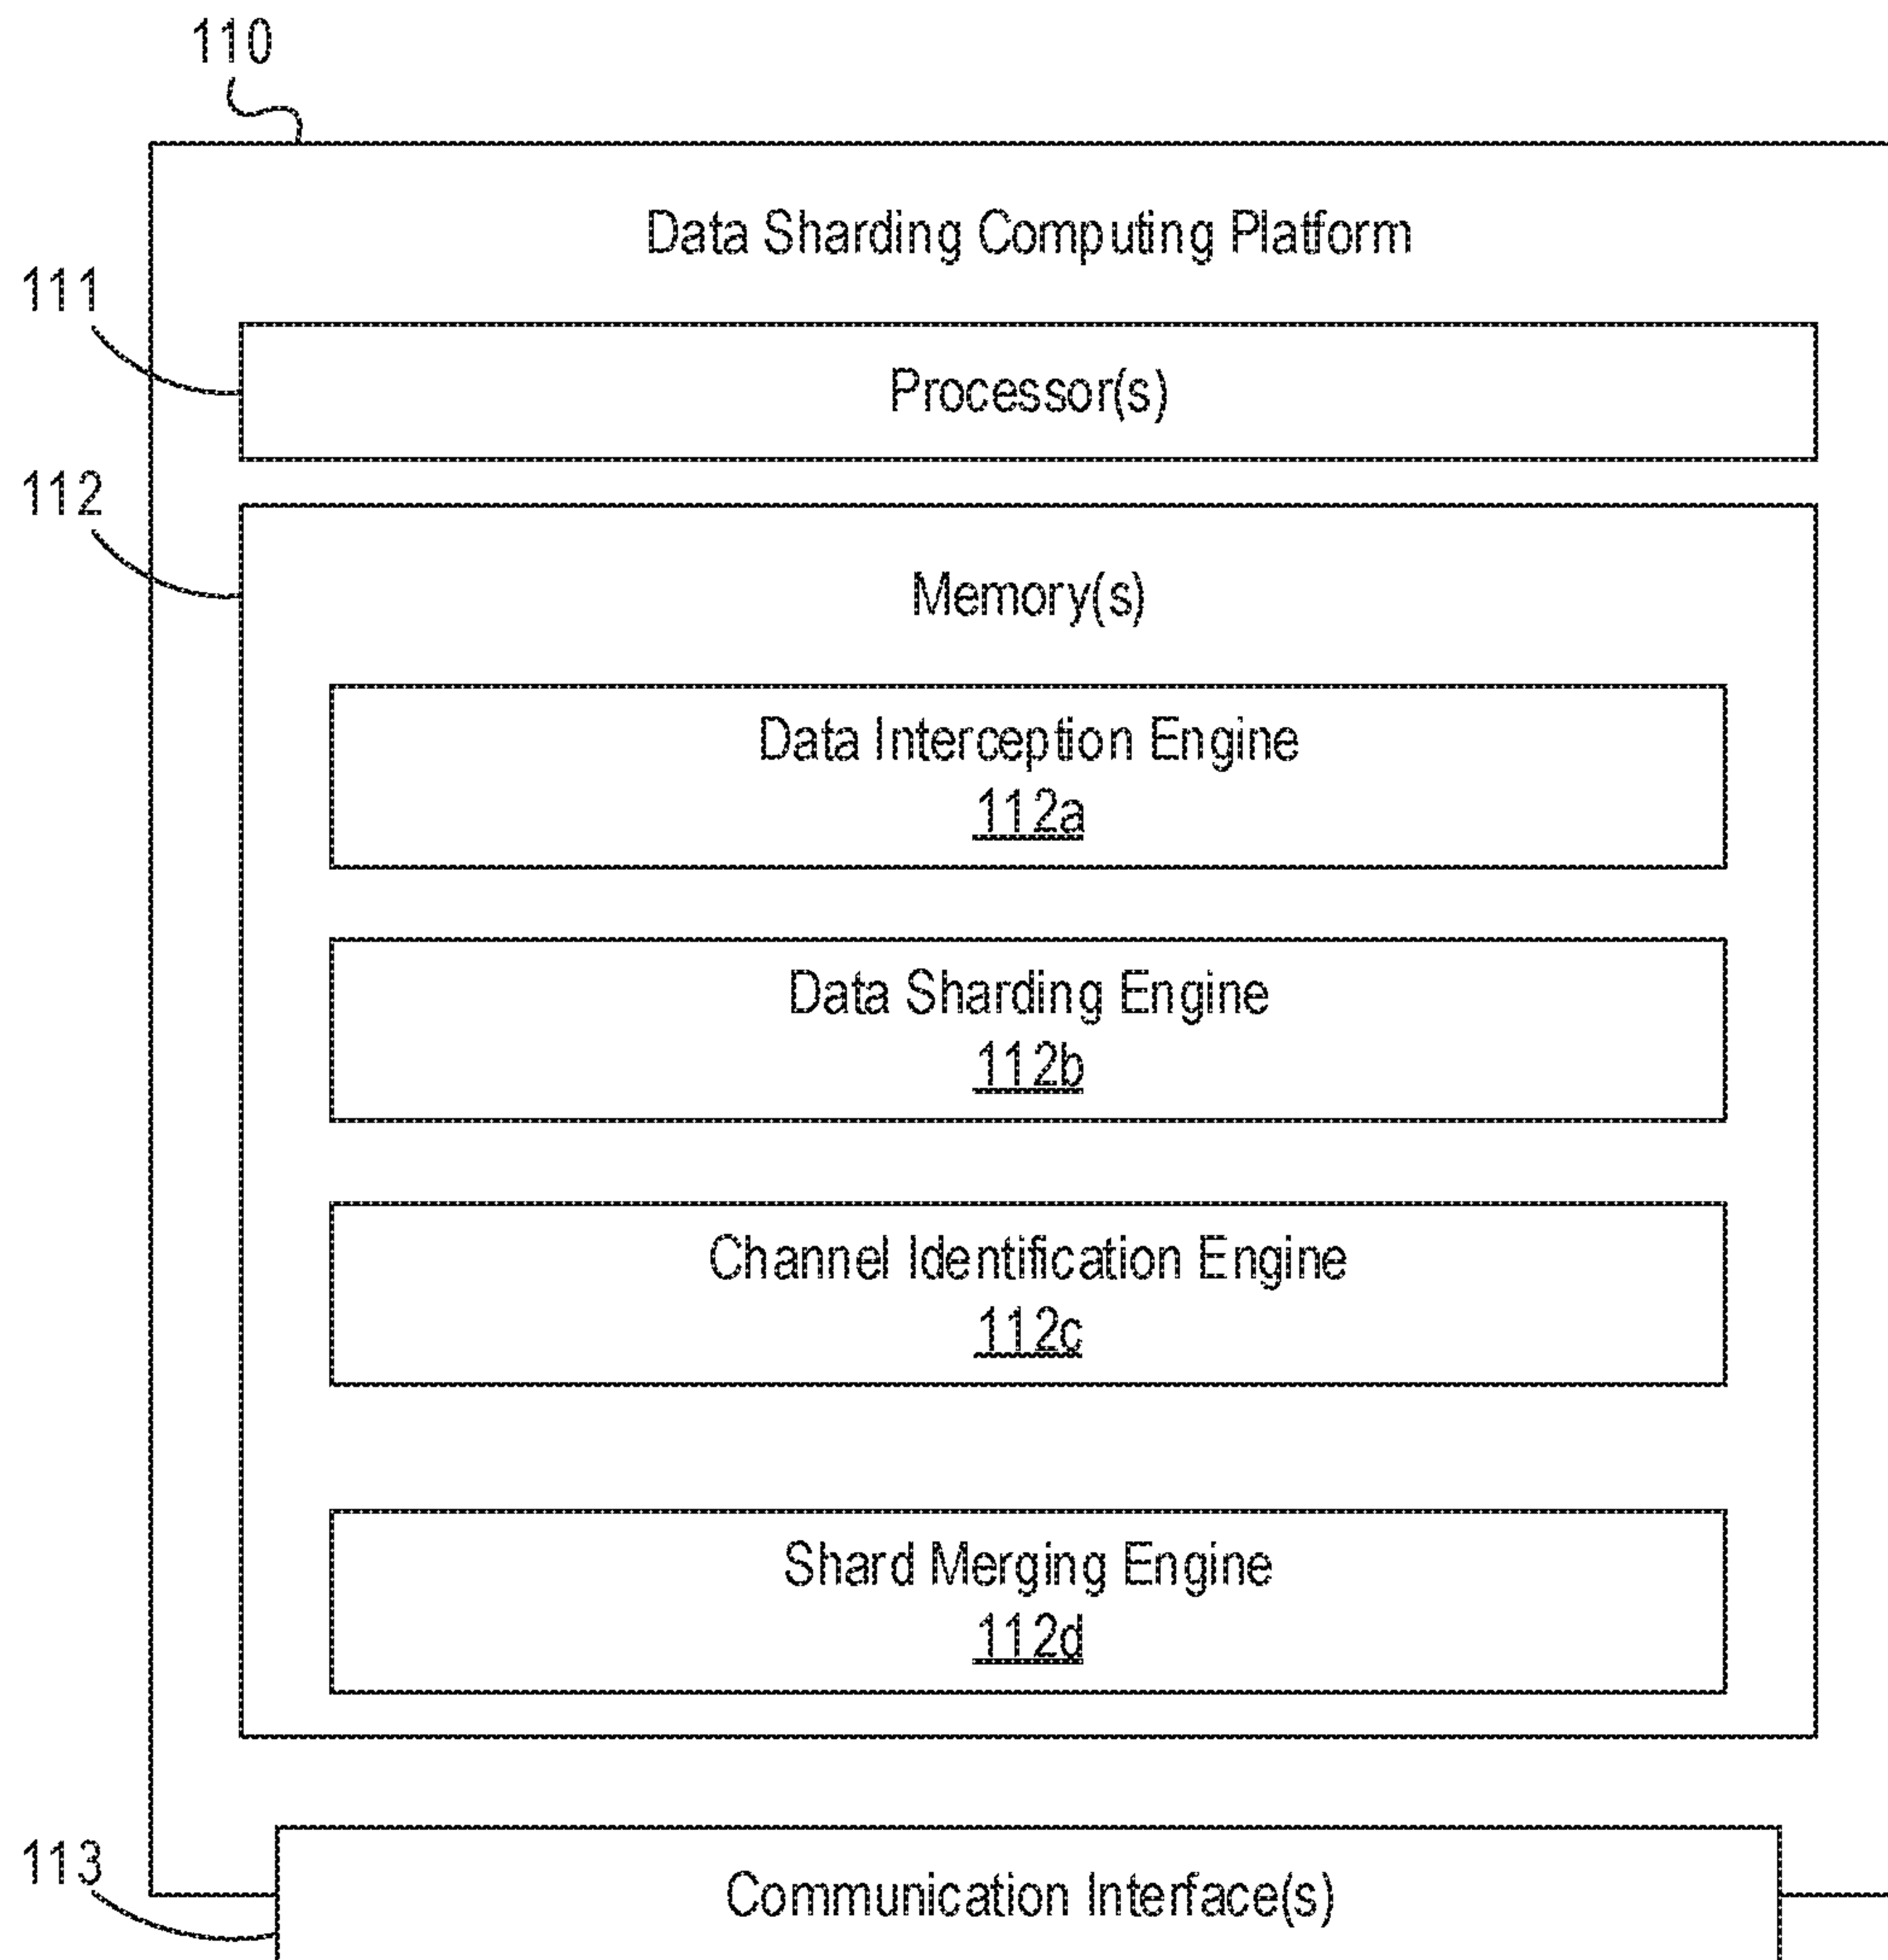 110
Data Sharding Computing Platform
111
Processor(s)
112
Memory(s)
Data Interception Engine
112a
Data Sharding Engine
112b
Channel Identification Engine
112c
Shard Merging Engine
112d
113
Communication Interface(s)